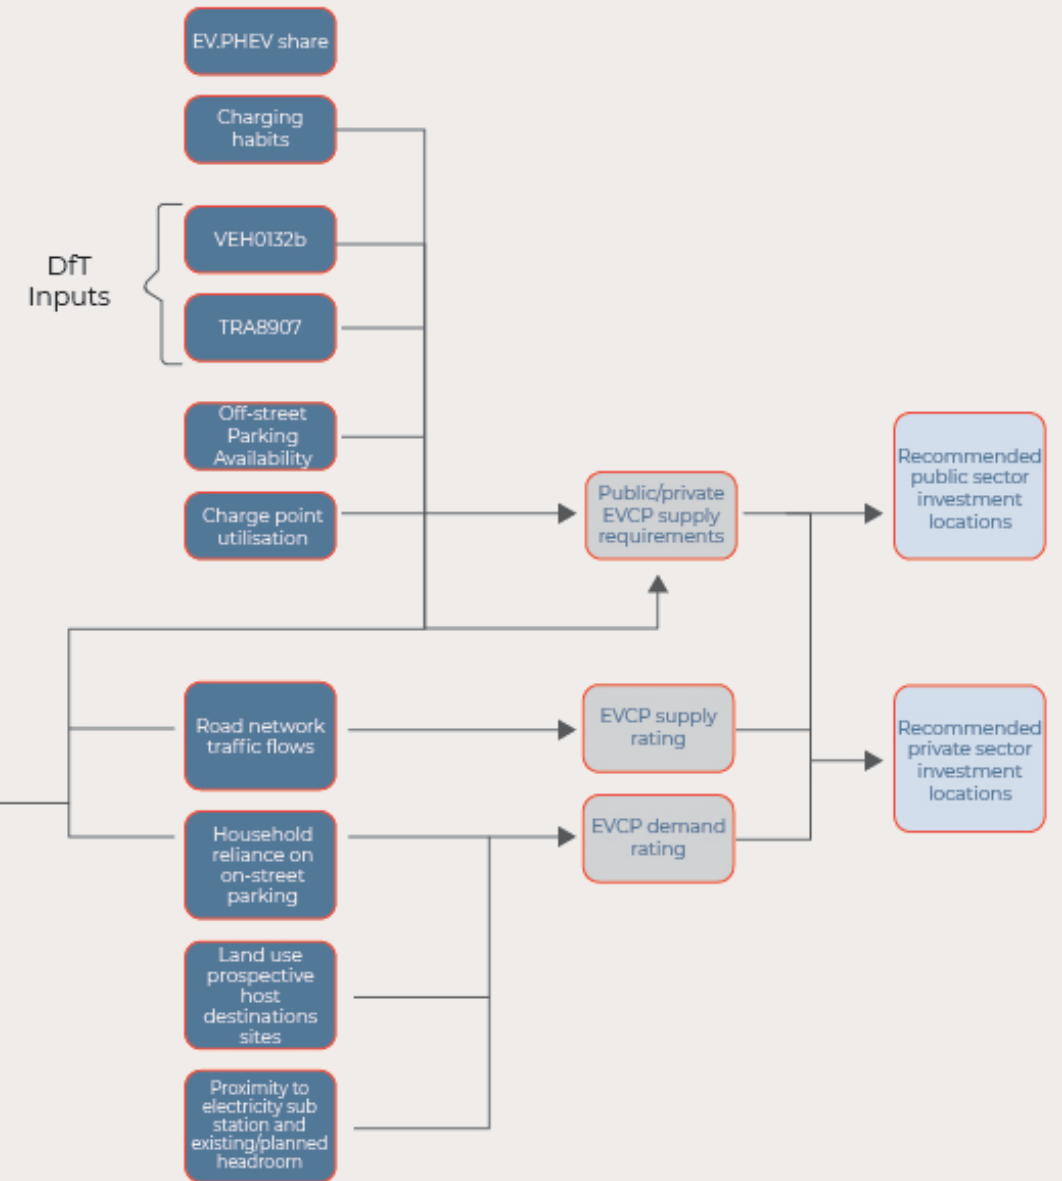 EV.PHEV share
Charging
habits
DfT
Inputs
VEH0132b
TRA8907
Off-street
Parking
Availability
Charge point
utilisation
Public/private
EVCP supply
requirements
Recommended
public sector
investment
locations
Road network
traffic flows
EVCP supply
rating
Recommended
private sector
investment
locations
Household
reliance on
on-street
parking
EVCP demand
rating
Land use
prospective
host
destinations
sites
Proximity to
electricity sub
station and
existing/planned
headroom